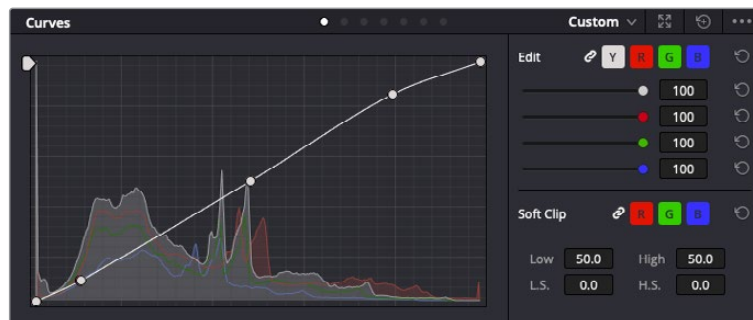 Curves
Custom
Edit
Y R G B
100
100
100
100
Soft Clip
R G B
Low 50.0 High 50.0
L.S. 0.0 H.S. 0.0